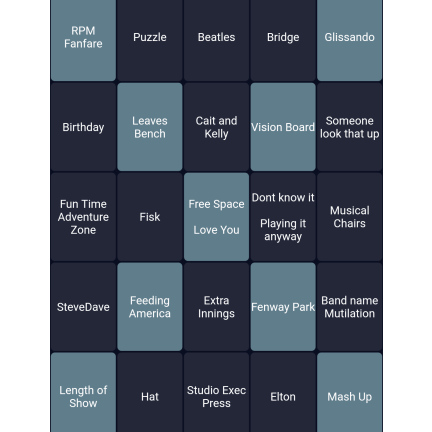 RPM
Fanfare
Puzzle
Beatles
Bridge
Glissando
Birthday
Leaves
Bench
Cait and
Kelly
Vision Board
Someone
look that up
Fun Time
Adventure
Zone
Fisk
Free Space
Love You
Dont know it
Playing it
anyway
Musical
Chairs
SteveDave
Feeding
America
Extra
Innings
Fenway Park
Band name
Mutilation
Length of
Show
Hat
Studio Exec
Press
Elton
Mash Up